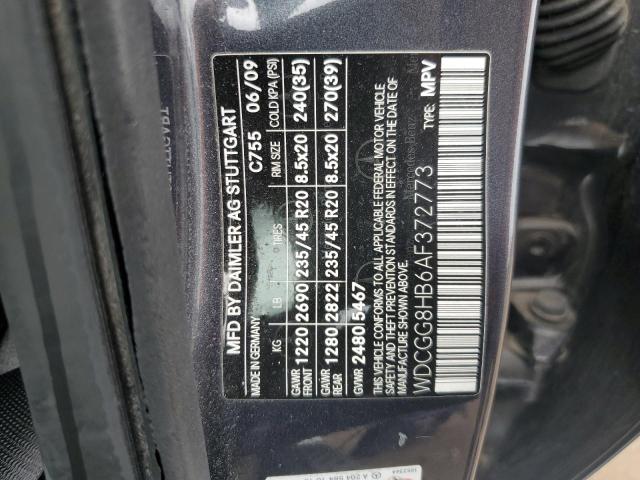 MFD BY DAIMLER AG STUTTGART
MADE IN GERMANY C755 06/09
KG LB TIRES RIM SIZE COLD KPA (PSI)
GAWR FRONT 1220 2690 235/45 R20 8.5x20 240(35)
GAWR REAR 1280 2822 235/45 R20 8.5x20 270(39)
GVWR 2480 5467
THIS VEHICLE CONFORMS TO ALL APPLICABLE FEDERAL MOTOR VEHICLE
SAFETY, BUMPER, AND THEFT PREVENTION STANDARDS IN EFFECT ON THE DATE OF
MANUFACTURE SHOWN ABOVE.
Mercedes-Benz
WDCGG8HB6AF372773 TYPE: MPV